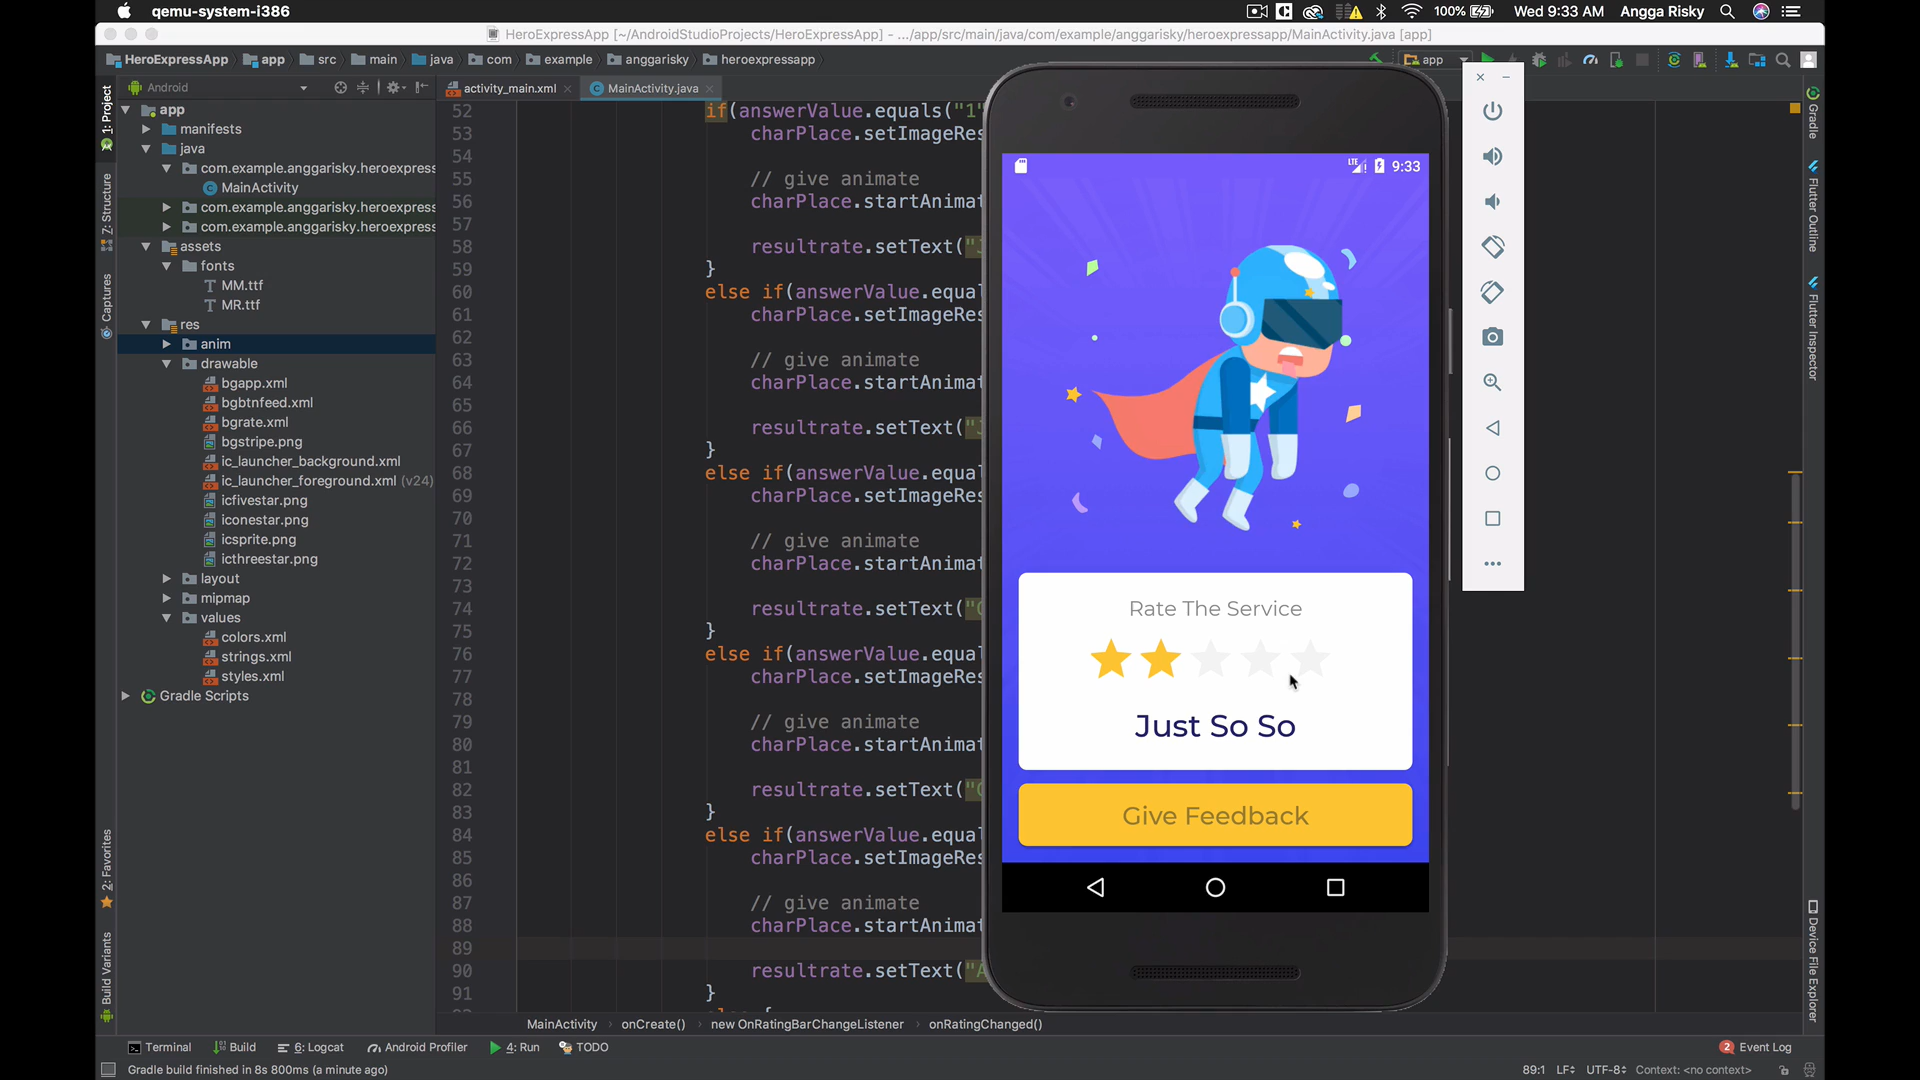 qemu-system-i386
100%
Wed 9:33 AM
Angga Risky
HeroExpressApp [~/AndroidStudioProjects/HeroExpressApp] - .../app/src/main/java/com/example/anggarisky/heroexpressapp/MainActivity.java [app]
HeroExpressApp
app
src
main
java
com
example
anggarisky
heroexpressapp
app
Android
activity_main.xml
MainActivity.java
1: Project
Z: Structure
Captures
2: Favorites
Build Variants
app
manifests
java
com.example.anggarisky.heroexpress
MainActivity
com.example.anggarisky.heroexpress
com.example.anggarisky.heroexpress
assets
fonts
MM.ttf
MR.ttf
res
anim
drawable
bgapp.xml
bgbtnfeed.xml
bgrate.xml
bgstripe.png
ic_launcher_background.xml
ic_launcher_foreground.xml (v24)
icfivestar.png
iconestar.png
icsprite.png
icthreestar.png
layout
mipmap
values
colors.xml
strings.xml
styles.xml
Gradle Scripts
52 if(answerValue.equals("1"
53 charPlace.setImageRes
54
55 // give animate
56 charPlace.startAnimat
57
58 resultrate.setText("J
59 }
60 else if(answerValue.equal
61 charPlace.setImageRes
62
63 // give animate
64 charPlace.startAnimat
65
66 resultrate.setText("J
67 }
68 else if(answerValue.equal
69 charPlace.setImageRes
70
71 // give animate
72 charPlace.startAnimat
73
74 resultrate.setText("
75 }
76 else if(answerValue.equal
77 charPlace.setImageRes
78
79 // give animate
80 charPlace.startAnimat
81
82 resultrate.setText("
83 }
84 else if(answerValue.equal
85 charPlace.setImageRes
86
87 // give animate
88 charPlace.startAnimat
89
90 resultrate.setText("A
91 }
LTE
9:33
Rate The Service
Just So So
Give Feedback
Gradle
Flutter Outline
Flutter Inspector
Device File Explorer
MainActivity
onCreate()
new OnRatingBarChangeListener
onRatingChanged()
Terminal
Build
6: Logcat
Android Profiler
4: Run
TODO
2 Event Log
Gradle build finished in 8s 800ms (a minute ago)
89:1
LF
UTF-8
Context: <no context>